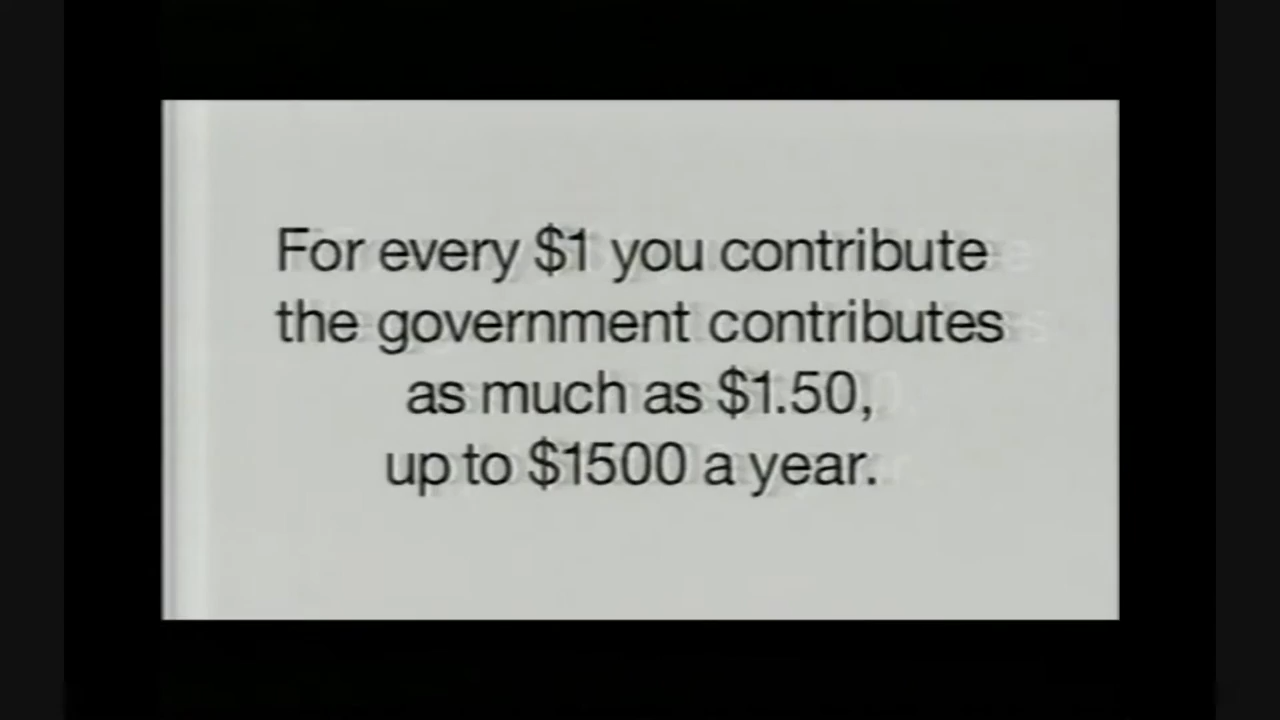 For every $1 you contribute
the government contributes
as much as $1.50,
up to $1500 a year.